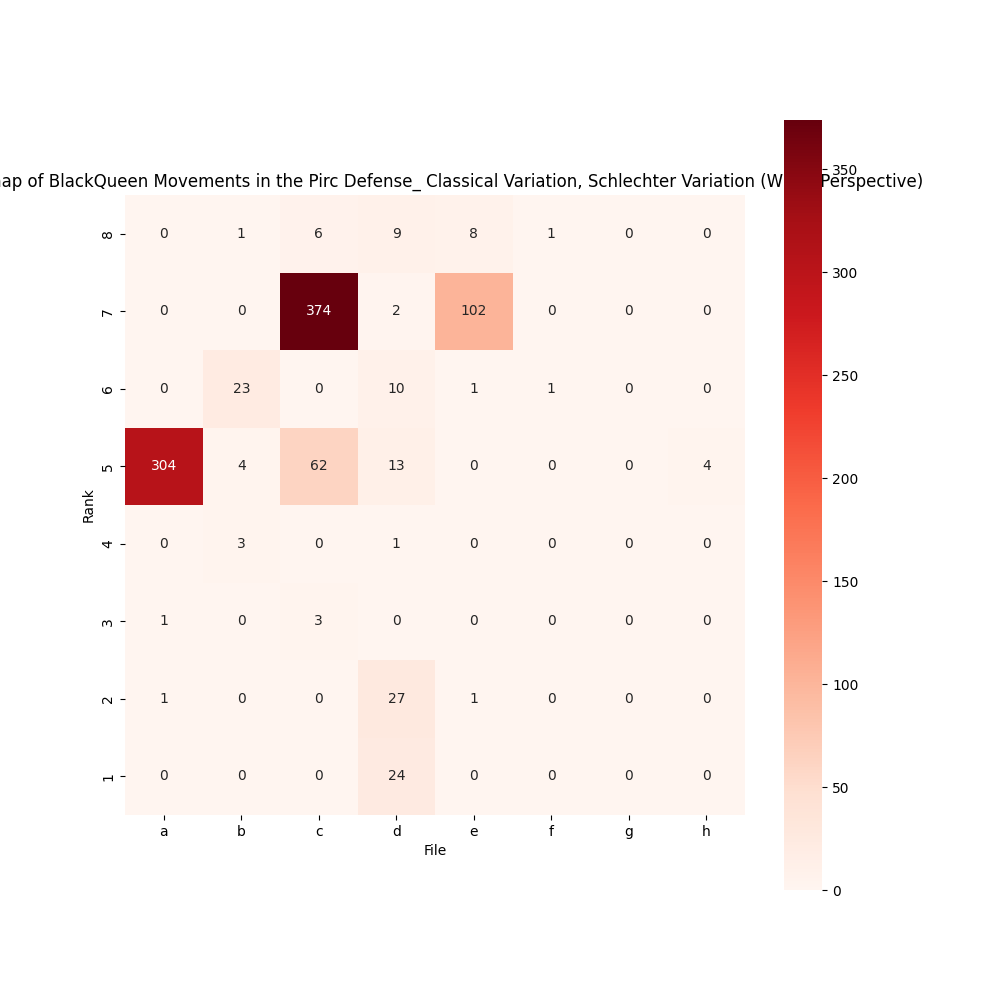 ap of BlackQueen Movements in the Pirc Defense_ Classical Variation, Schlechter Variation (W Perspective)
350
8 0 1 6 9 8 1 0 0
300
7 0 0 374 2 102 0 0 0
250
6 0 23 0 10 1 1 0 0
200
5 304 4 62 13 0 0 0 4
Rank
150
4 0 3 0 1 0 0 0 0
3 1 0 3 0 0 0 0 0
100
2 1 0 0 27 1 0 0 0
50
1 0 0 0 24 0 0 0 0
a b c d e f g h
File
0